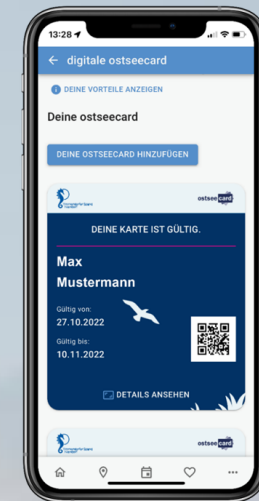 13:28
digitale ostseecard
DEINE VORTEILE ANZEIGEN
Deine ostseecard
DEINE OSTSEECARD HINZUFÜGEN
ostseecard
DEINE KARTE IST GÜLTIG.
Max
Mustermann
Gültig von:
27.10.2022
Gültig bis:
10.11.2022
DETAILS ANSEHEN
ostseecard